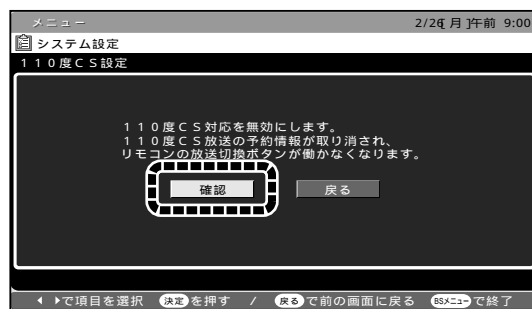 メニュー 2/26[月]午前 9:00
システム設定
110度CS設定
110度CS対応を無効にします。
110度CS放送の予約情報が取り消され、
リモコンの放送切換ボタンが働かなくなります。
確認 戻る
で項目を選択 決定を押す / 戻るで前の画面に戻る BSメニューで終了